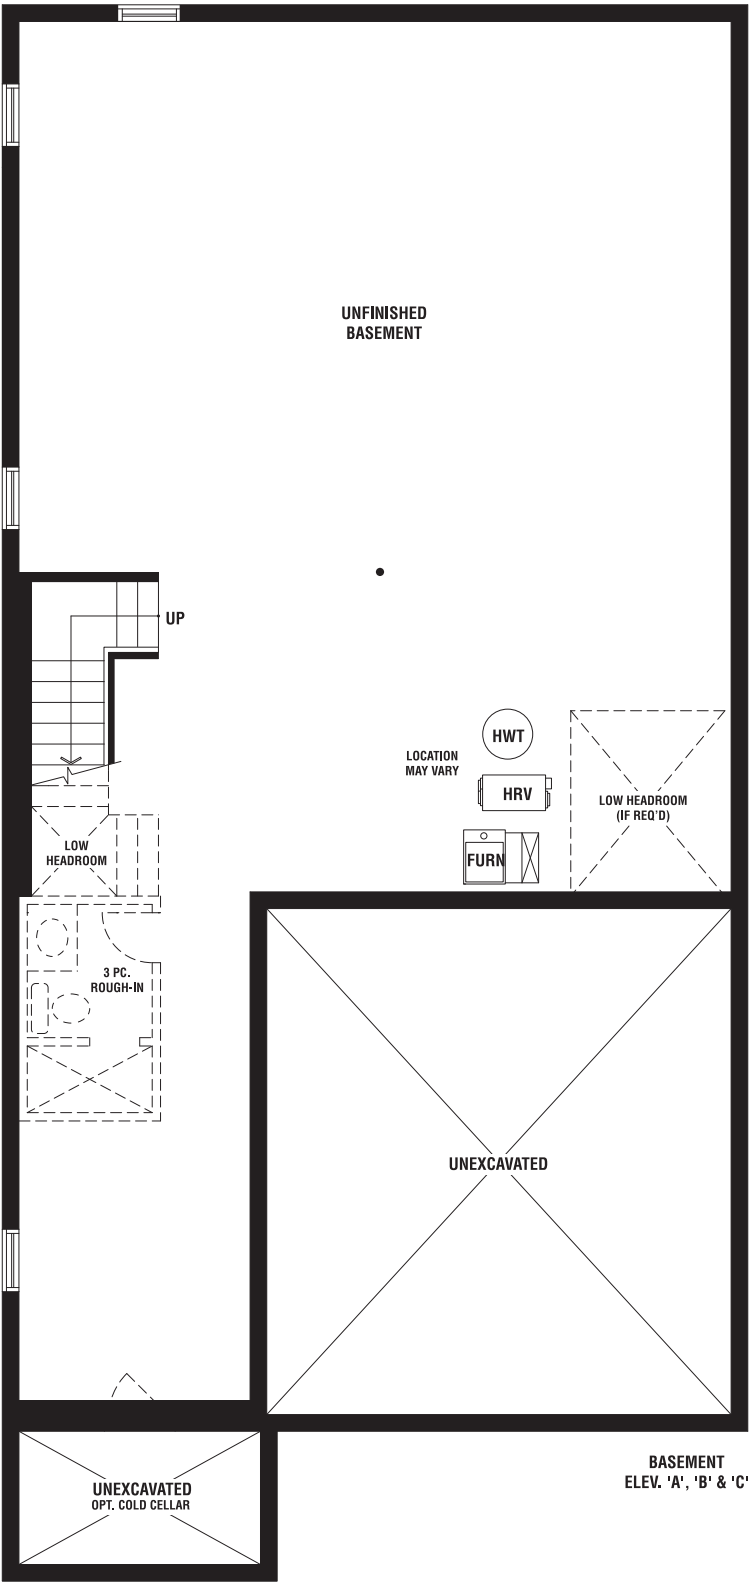 UNFINISHED
BASEMENT
UP
HWT
LOCATION
MAY VARY
HRV
LOW HEADROOM
(IF REQ'D)
LOW
HEADROOM
FURN
3 PC.
ROUGH-IN
UNEXCAVATED
BASEMENT
ELEV. 'A', 'B' & 'C'
UNEXCAVATED
OPT. COLD CELLAR